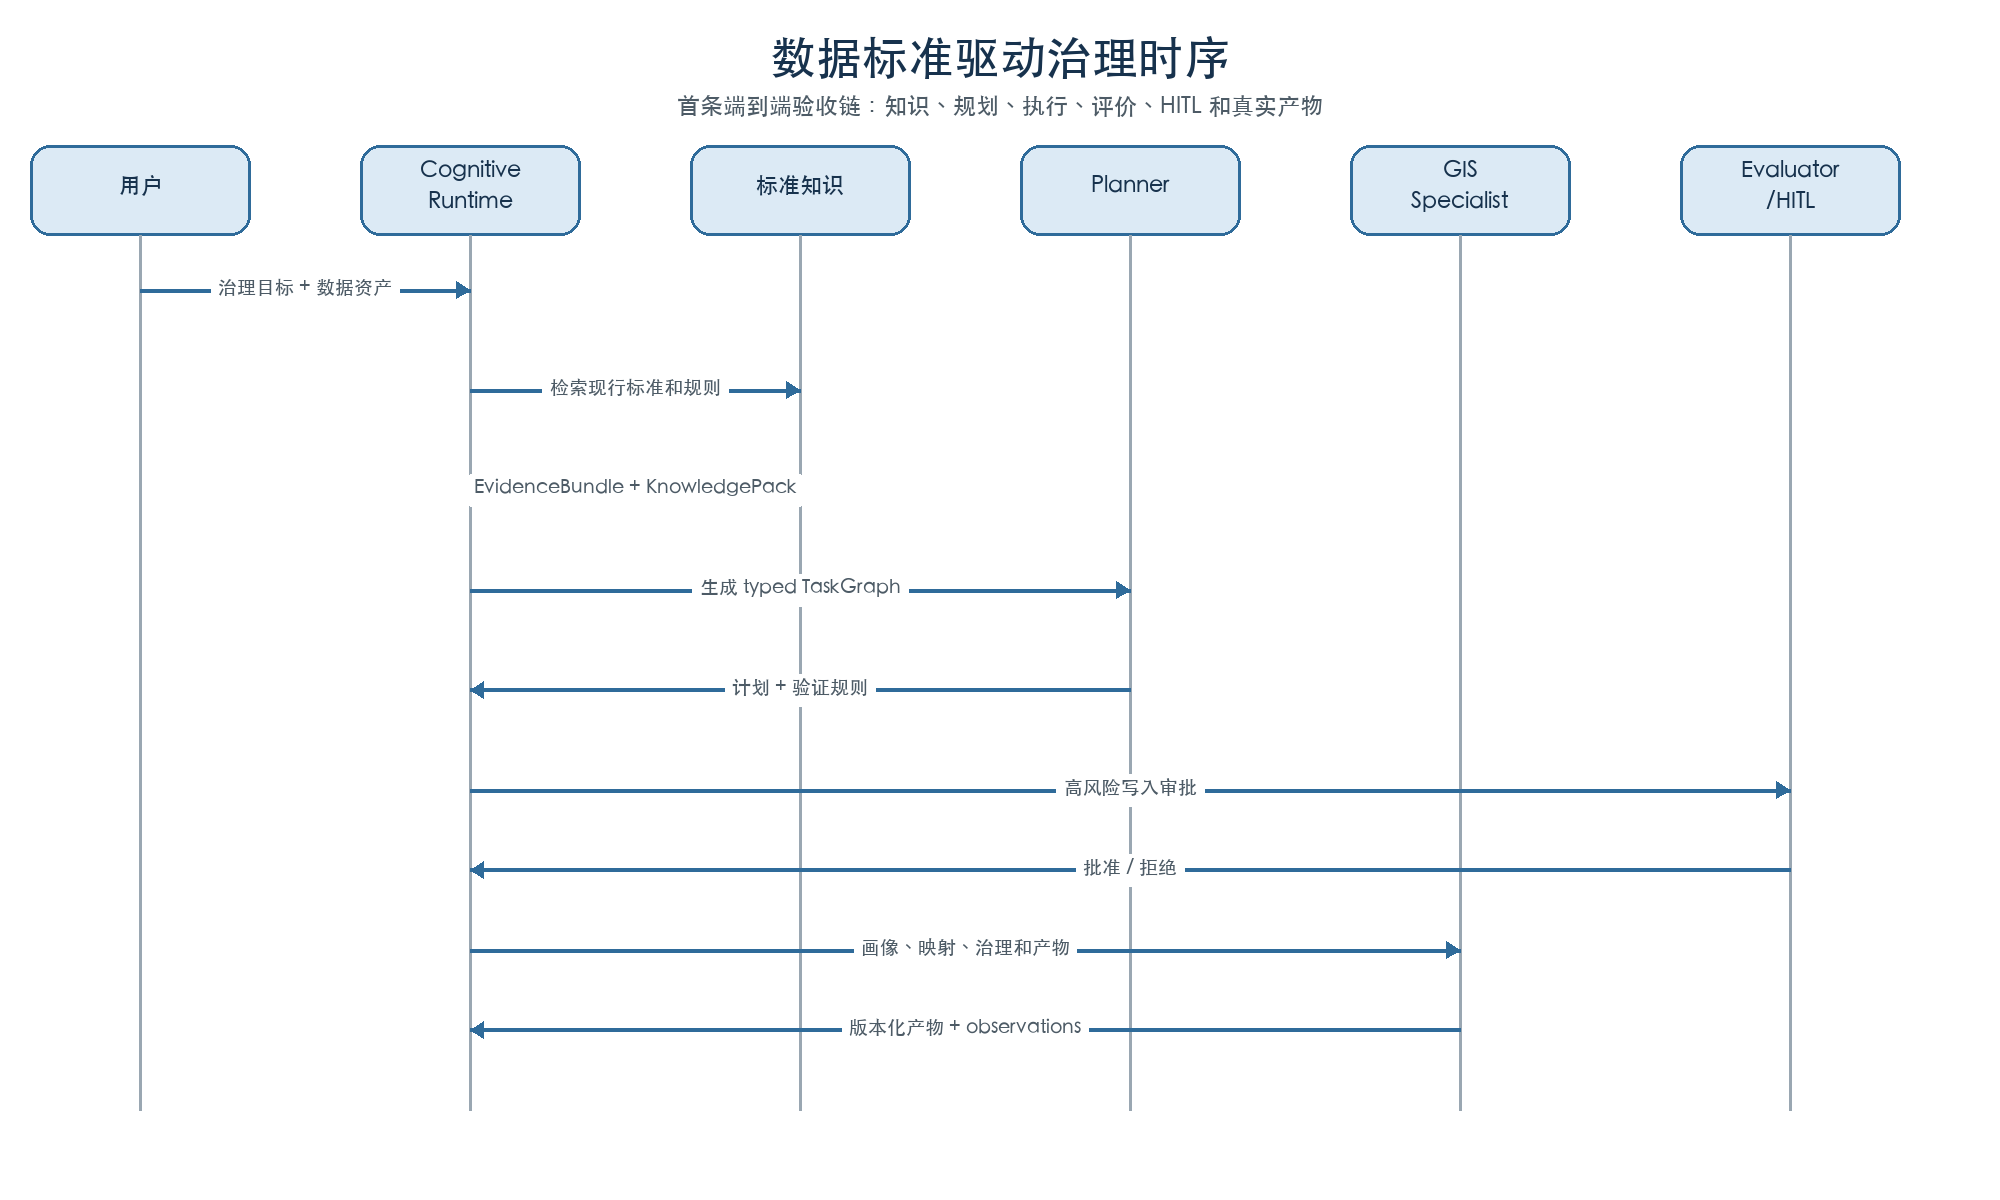 数据标准驱动治理时序
首条端到端验收链：知识、规划、执行、评价、HITL 和真实产物
用户
Cognitive
Runtime
标准知识
Planner
GIS
Specialist
Evaluator
/HITL
治理目标 + 数据资产
检索现行标准和规则
EvidenceBundle + KnowledgePack
生成 typed TaskGraph
计划 + 验证规则
高风险写入审批
批准 / 拒绝
画像、映射、治理和产物
版本化产物 + observations